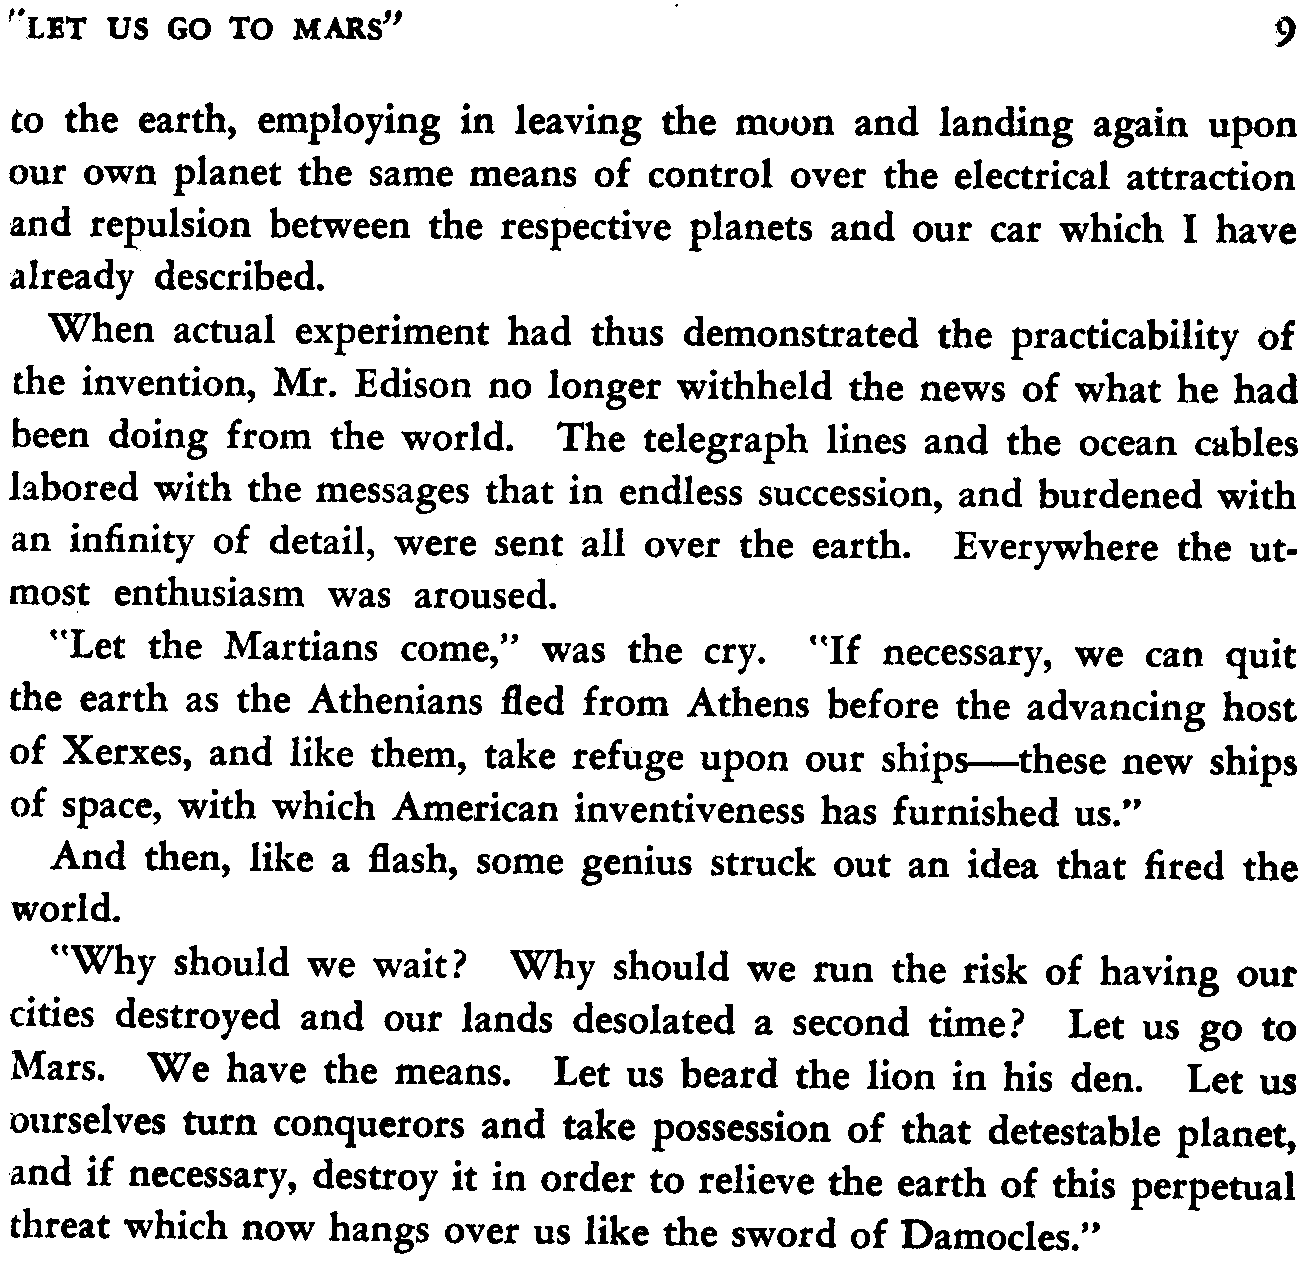 "LET US GO TO MARS" 9
to the earth, employing in leaving the moon and landing again upon
our own planet the same means of control over the electrical attraction
and repulsion between the respective planets and our car which I have
already described.
When actual experiment had thus demonstrated the practicability of
the invention, Mr. Edison no longer withheld the news of what he had
been doing from the world. The telegraph lines and the ocean cables
labored with the messages that in endless succession, and burdened with
an infinity of detail, were sent all over the earth. Everywhere the ut-
most enthusiasm was aroused.
"Let the Martians come," was the cry. "If necessary, we can quit
the earth as the Athenians fled from Athens before the advancing host
of Xerxes, and like them, take refuge upon our ships—these new ships
of space, with which American inventiveness has furnished us."
And then, like a flash, some genius struck out an idea that fired the
world.
"Why should we wait? Why should we run the risk of having our
cities destroyed and our lands desolated a second time? Let us go to
Mars. We have the means. Let us beard the lion in his den. Let us
ourselves turn conquerors and take possession of that detestable planet,
and if necessary, destroy it in order to relieve the earth of this perpetual
threat which now hangs over us like the sword of Damocles."